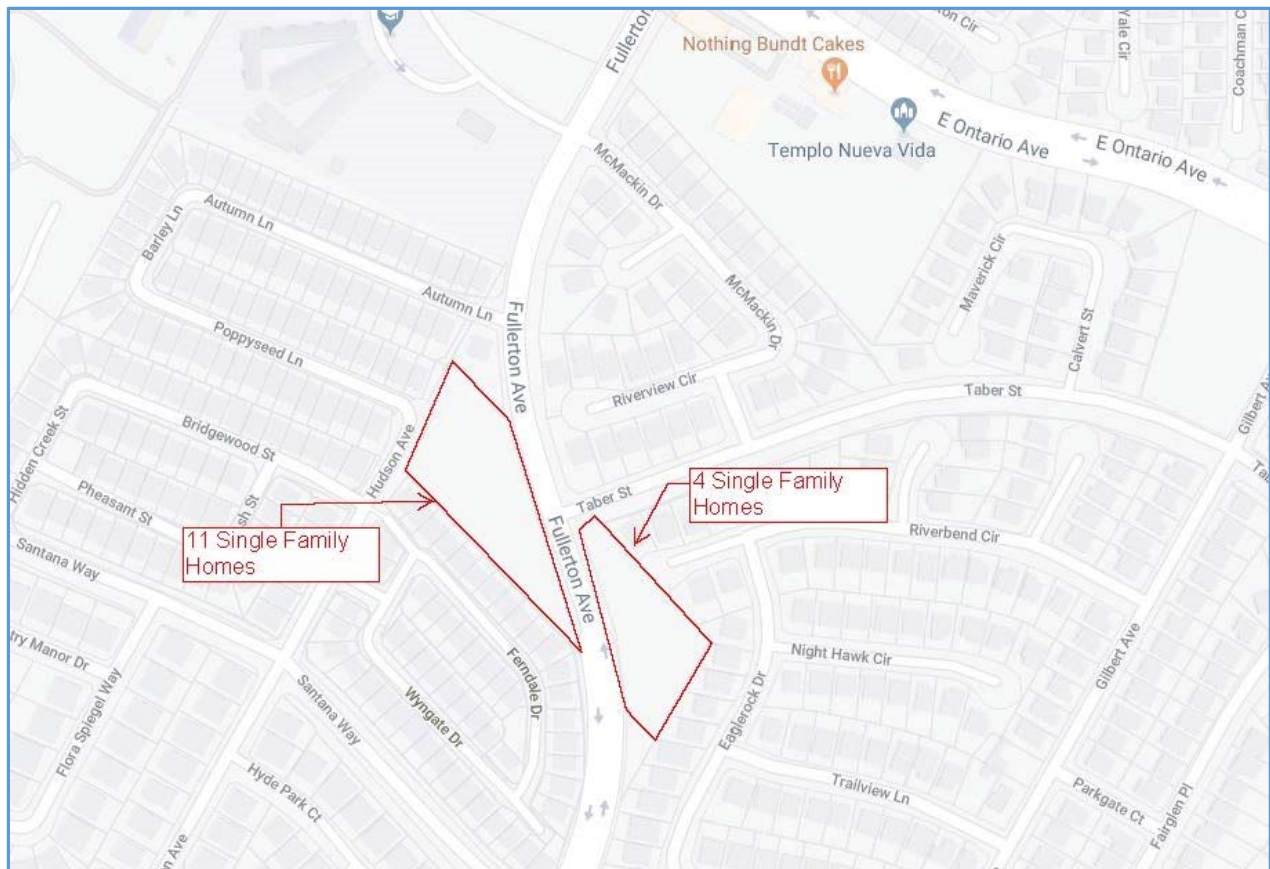 Fullerton
Nothing Bundt Cakes
Templo Nueva Vida
E Ontario Ave
E Ontario Ave
Coachman C
McMackin Dr
McMackin Dr
Autumn Ln
Autumn Ln
Barley Ln
Maverick Cir
Calvert St
Fullerton Ave
Poppyseed Ln
Riverview Cir
Taber St
Gilbert Av
Hidden Creek St
Bridgewood St
Hudson Ave
Taber St
4 Single Family
Homes
Pheasant St
Fullerton Ave
Riverbend Cir
11 Single Family
Homes
Santana Way
Night Hawk Cir
Gilbert Ave
Ferndale Dr
Wyngate Dr
Eaglerock Dr
try Manor Dr
Flora Spiegel Way
Santana Way
Trailview Ln
Hyde Park Ct
Parkgate Ct
Fairglen Pl